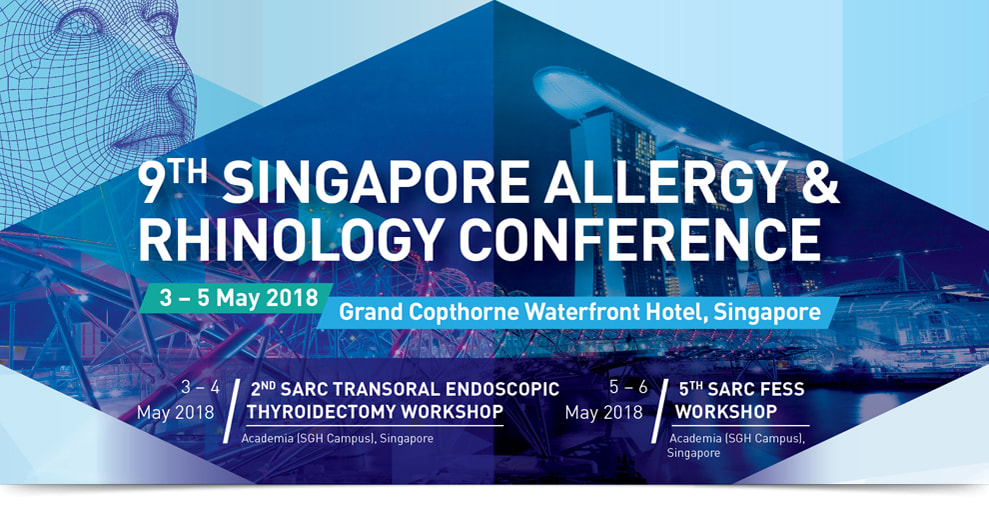 9TH SINGAPORE ALLERGY &
RHINOLOGY CONFERENCE
3 – 5 May 2018
Grand Copthorne Waterfront Hotel, Singapore
3 – 4
May 2018
2ND SARC TRANSORAL ENDOSCOPIC
THYROIDECTOMY WORKSHOP
Academia (SGH Campus), Singapore
5 – 6
May 2018
5TH SARC FESS
WORKSHOP
Academia (SGH Campus),
Singapore